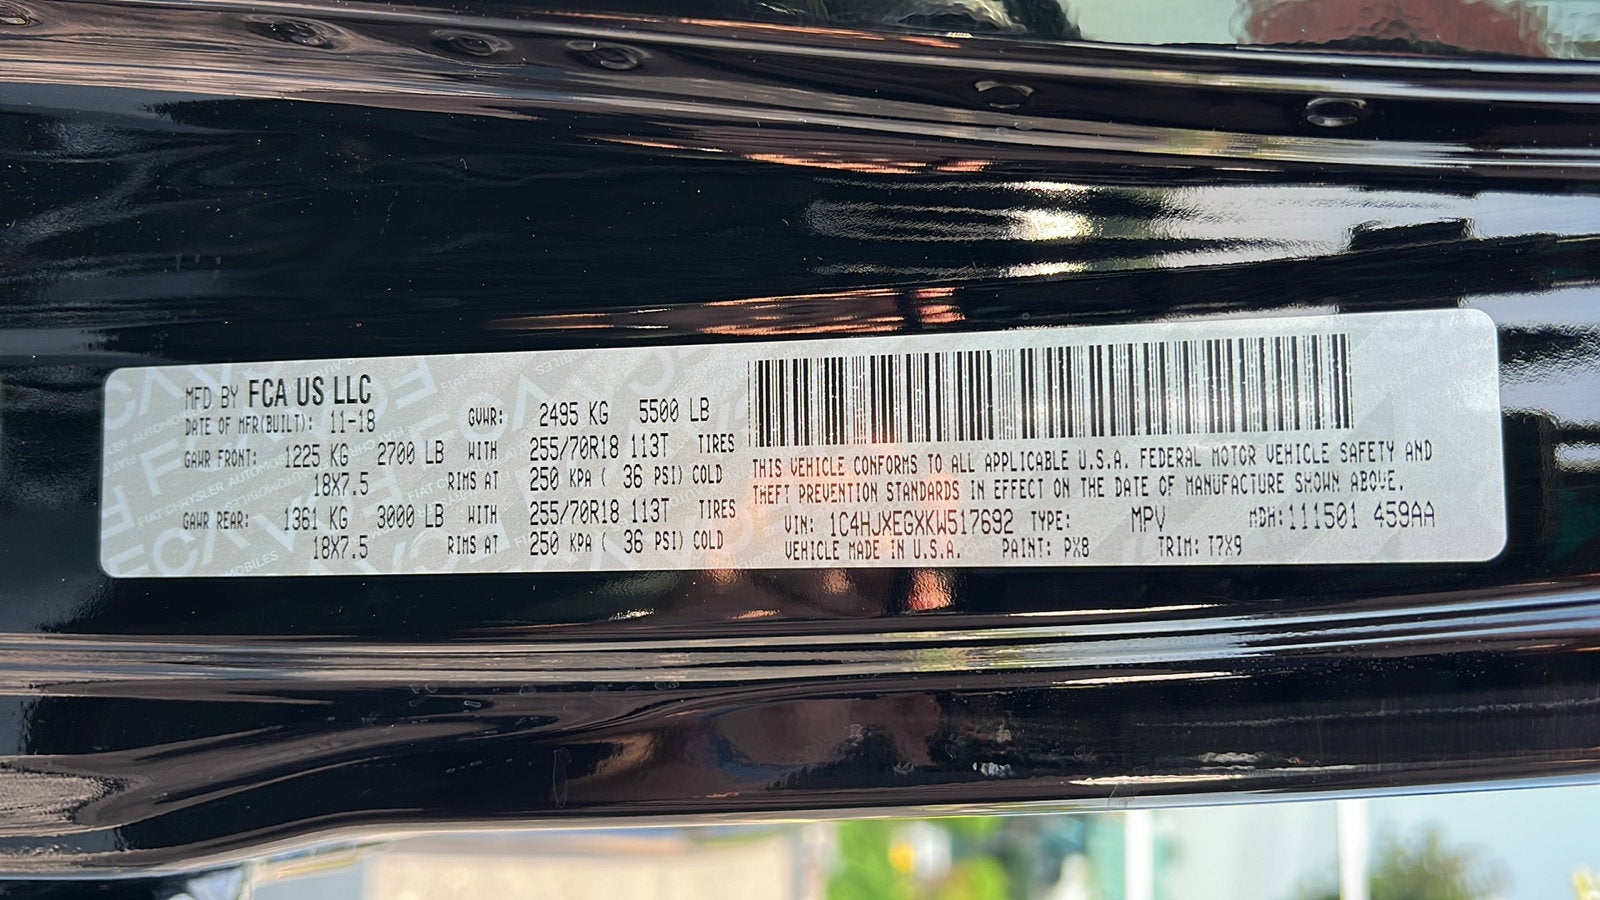 MFD BY FCA US LLC
DATE OF MFR(BUILT): 11-18 GVWR: 2495 KG 5500 LB
GAWR FRONT: 1225 KG 2700 LB WITH 255/70R18 113T TIRES
18X7.5 RIMS AT 250 KPA ( 36 PSI) COLD
GAWR REAR: 1361 KG 3000 LB WITH 255/70R18 113T TIRES
18X7.5 RIMS AT 250 KPA ( 36 PSI) COLD
THIS VEHICLE CONFORMS TO ALL APPLICABLE U.S.A. FEDERAL MOTOR VEHICLE SAFETY AND
THEFT PREVENTION STANDARDS IN EFFECT ON THE DATE OF MANUFACTURE SHOWN ABOVE.
VIN: 1C4HJXEGXKW517692 TYPE: MPV MDH:111501 459AA
VEHICLE MADE IN U.S.A. PAINT: PX8 TRIM: T7X9